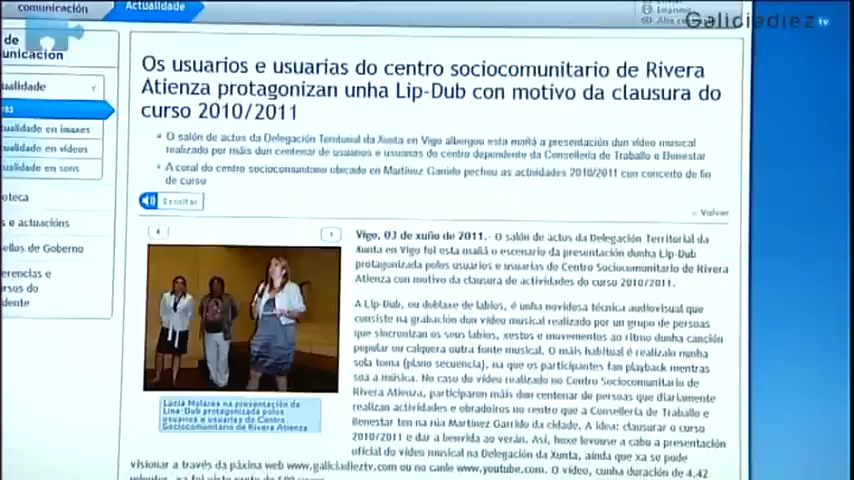 comunicación
Actualidade
Galiciadiez tv
de
unicación
ualidade
ualidade en imaxes
ualidade en vídeos
ualidade en sons
oteca
s e actuacións
ellos de Goberno
erencias e
rsos do
dente
Os usuarios e usuarias do centro sociocomunitario de Rivera
Atienza protagonizan unha Lip-Dub con motivo da clausura do
curso 2010/2011
O salón de actos da Delegación Territorial da Xunta en Vigo albergou esta mañá a presentación dun vídeo musical
realizado por máis dun centenar de usuarios e usuarias do centro dependente da Consellería de Traballo e Benestar
A coral do centro sociocomunitario ubicado en Martínez Garrido pechou as actividades 2010/2011 cun concerto de fin
de curso
Escoitar
« Volver
Vigo, 03 de xuño de 2011.- O salón de actos da Delegación Territorial da
Xunta en Vigo foi esta mañá o escenario da presentación dunha Lip-Dub
protagonizada polos usuarios e usuarias do Centro Sociocomunitario de Rivera
Atienza con motivo da clausura de actividades do curso 2010/2011.
A Lip-Dub, ou dobraxe de labios, é unha novidosa técnica audiovisual que
consiste na grabación dun vídeo musical realizado por un grupo de persoas
que sincronizan os seus labios, xestos e movementos ao ritmo dunha canción
popular ou calquera outra fonte musical. O máis habitual é realizalo nunha
sola toma (plano secuencia), na que os participantes fan playback mentras
soa a música. No caso do vídeo realizado no Centro Sociocomunitario de
Rivera Atienza, participaron máis dun centenar de persoas que diariamente
realizan actividades e obradoiros no centro que a Consellería de Traballo e
Benestar ten na rúa Martínez Garrido da cidade. A idea: clausurar o curso
2010/2011 e dar a benvida ao verán. Así, hoxe levouse a cabo a presentación
oficial do vídeo musical na Delegación da Xunta, aínda que xa se pode
visionar a través da páxina web www.galiciadieztv.com ou no canle www.youtube.com. O vídeo, cunha duración de 4,42
Lucía Molares na presentación da
Lina-Dub protagonizada polos
usuarios e usuarias do Centro
Sociocomunitario de Rivera Atienza